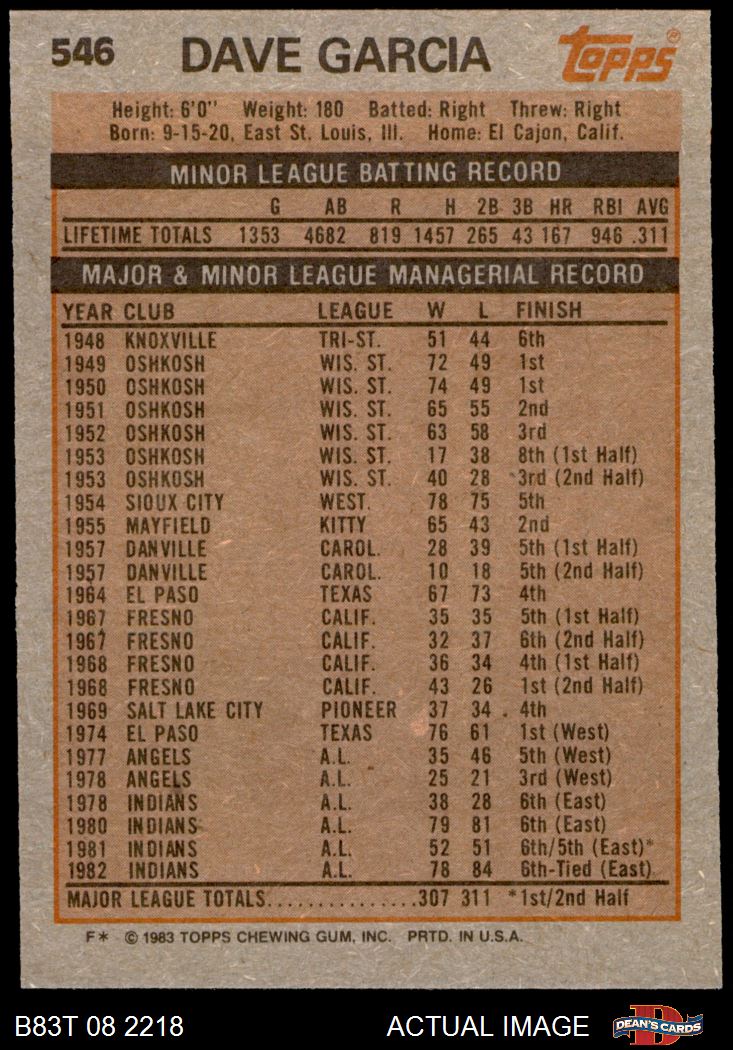 546 DAVE GARCIA TOPPS®
Height: 6'0" Weight: 180 Batted: Right Threw: Right
Born: 9-15-20, East St. Louis, Ill. Home: El Cajon, Calif.
MINOR LEAGUE BATTING RECORD
G AB R H 2B 3B HR RBI AVG
LIFETIME TOTALS 1353 4682 819 1457 265 43 167 946 .311
MAJOR & MINOR LEAGUE MANAGERIAL RECORD
YEAR CLUB LEAGUE W L FINISH
1948 KNOXVILLE TRI-ST. 51 44 6th
1949 OSHKOSH WIS. ST. 72 49 1st
1950 OSHKOSH WIS. ST. 74 49 1st
1951 OSHKOSH WIS. ST. 65 55 2nd
1952 OSHKOSH WIS. ST. 63 58 3rd
1953 OSHKOSH WIS. ST. 17 38 8th (1st Half)
1953 OSHKOSH WIS. ST. 40 28 3rd (2nd Half)
1954 SIOUX CITY WEST. 78 75 5th
1955 MAYFIELD KITTY 65 43 2nd
1957 DANVILLE CAROL. 28 39 5th (1st Half)
1957 DANVILLE CAROL. 10 18 5th (2nd Half)
1964 EL PASO TEXAS 67 73 4th
1967 FRESNO CALIF. 35 35 5th (1st Half)
1967 FRESNO CALIF. 32 37 6th (2nd Half)
1968 FRESNO CALIF. 36 34 4th (1st Half)
1968 FRESNO CALIF. 43 26 1st (2nd Half)
1969 SALT LAKE CITY PIONEER 37 34 4th
1974 EL PASO TEXAS 76 61 1st (West)
1977 ANGELS A.L. 35 46 5th (West)
1978 ANGELS A.L. 25 21 3rd (West)
1978 INDIANS A.L. 38 28 6th (East)
1980 INDIANS A.L. 79 81 6th (East)
1981 INDIANS A.L. 52 51 6th/5th (East)*
1982 INDIANS A.L. 78 84 6th-Tied (East)
MAJOR LEAGUE TOTALS...............307 311 *1st/2nd Half
F* © 1983 TOPPS CHEWING GUM, INC. PRTD. IN U.S.A.
B83T 08 2218 ACTUAL IMAGE DEAN'S CARDS